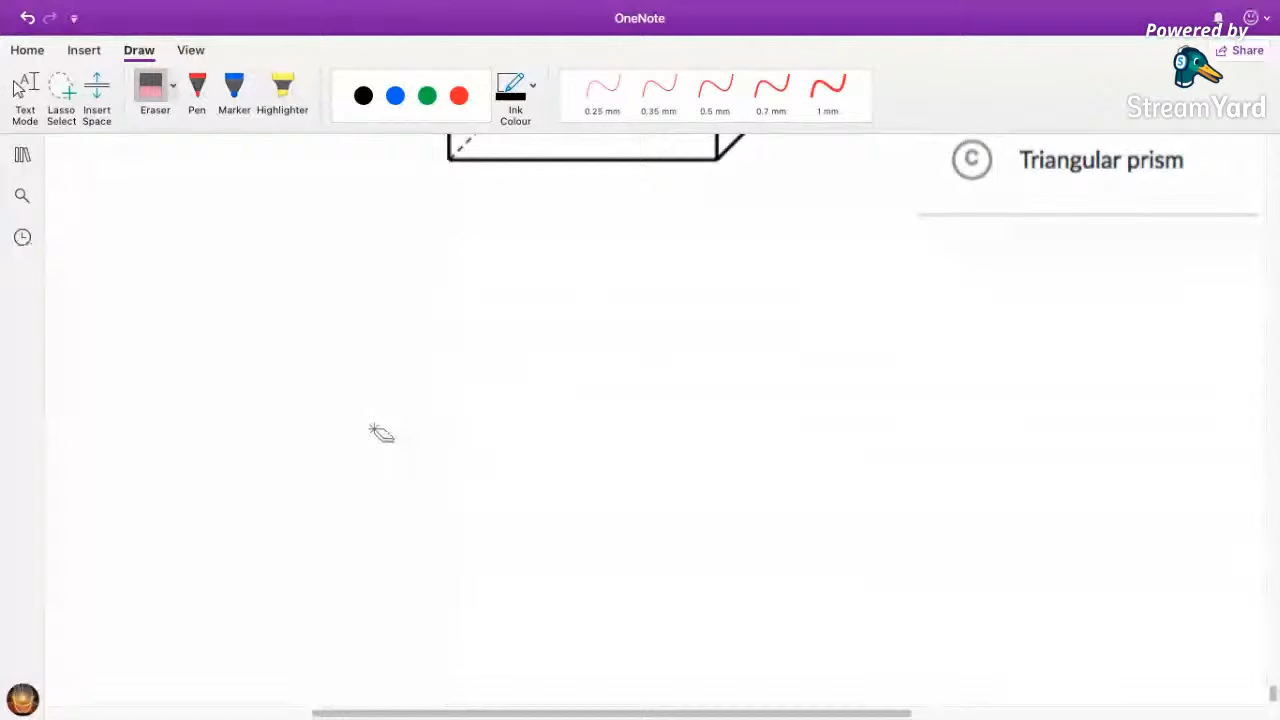 OneNote
Powered by
Home Insert Draw View
Share
StreamYard
Text Mode
Lasso Select
Insert Space
Eraser
Pen
Marker
Highlighter
Ink Colour
0.25 mm 0.35 mm 0.5 mm 0.7 mm 1 mm
C Triangular prism